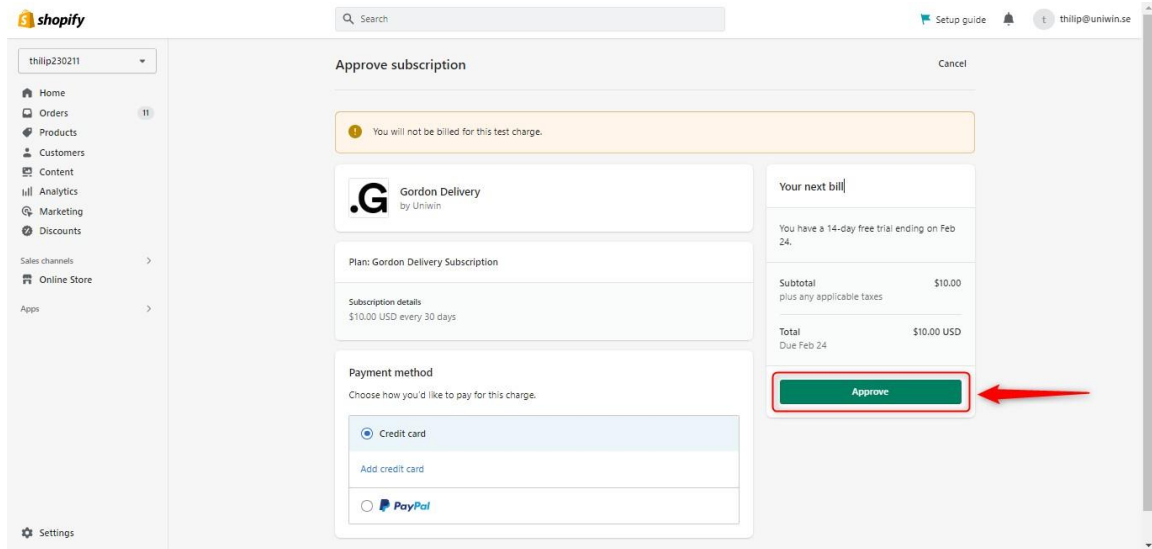 shopify
Search
Setup guide
t
thilip@uniwin.se
thilip230211
Home
Orders
11
Products
Customers
Content
Analytics
Marketing
Discounts
Sales channels
Online Store
Apps
Settings
Approve subscription
Cancel
You will not be billed for this test charge.
.G
Gordon Delivery
by Uniwin
Plan: Gordon Delivery Subscription
Subscription details
$10.00 USD every 30 days
Payment method
Choose how you'd like to pay for this charge.
Credit card
Add credit card
PayPal
Your next bill
You have a 14-day free trial ending on Feb
24.
Subtotal $10.00
plus any applicable taxes
Total $10.00 USD
Due Feb 24
Approve